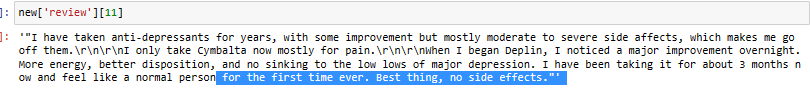 ]: new['review'][11]
]: '"I have taken anti-depressants for years, with some improvement but mostly moderate to severe side affects, which makes me go
off them.\r\n\r\nI only take Cymbalta now mostly for pain.\r\n\r\nWhen I began Deplin, I noticed a major improvement overnight.
More energy, better disposition, and no sinking to the low lows of major depression. I have been taking it for about 3 months n
ow and feel like a normal person for the first time ever. Best thing, no side effects."'